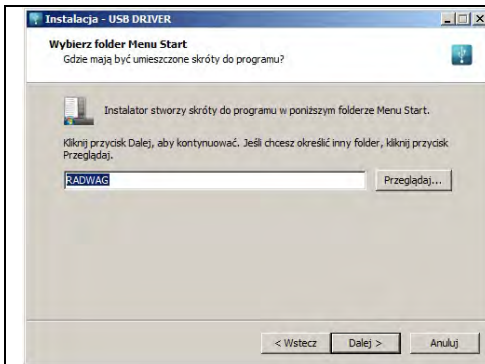 Instalacja - USB DRIVER
Wybierz folder Menu Start
Gdzie mają być umieszczone skróty do programu?
Instalator stworzy skróty do programu w poniższym folderze Menu Start.
Kliknij przycisk Dalej, aby kontynuować. Jeśli chcesz określić inny folder, kliknij przycisk
Przeglądaj.
RADWAG
Przeglądaj...
< Wstecz
Dalej >
Anuluj